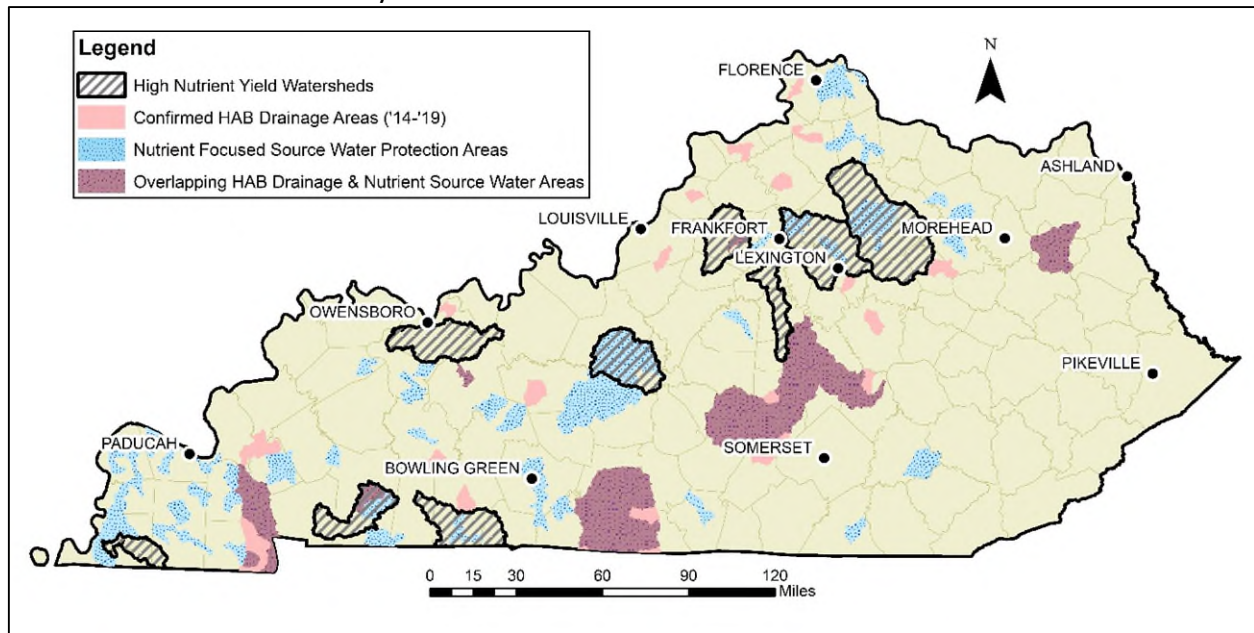 Legend
High Nutrient Yield Watersheds
Confirmed HAB Drainage Areas ('14-'19)
Nutrient Focused Source Water Protection Areas
Overlapping HAB Drainage & Nutrient Source Water Areas
N
FLORENCE
ASHLAND
LOUISVILLE
FRANKFORT
MOREHEAD
LEXINGTON
OWENSBORO
PIKEVILLE
PADUCAH
SOMERSET
BOWLING GREEN
0 15 30 60 90 120
Miles